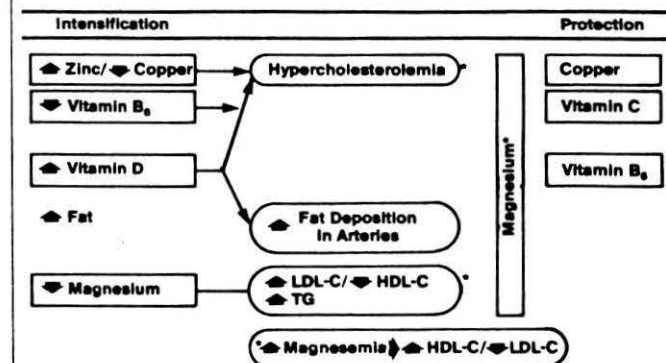 Intensification Protection
⬆ Zinc/⬇ Copper Hypercholesterolemia* Copper
⬇ Vitamin B₆ Vitamin C
⬆ Vitamin D Vitamin B₆
⬆ Fat
⬆ Fat Deposition
in Arteries
Magnesium*
⬇ Magnesium ⬆ LDL-C/⬇ HDL-C*
⬆ TG
*⬆ Magnesemia ➧ ⬆ HDL-C/⬇ LDL-C